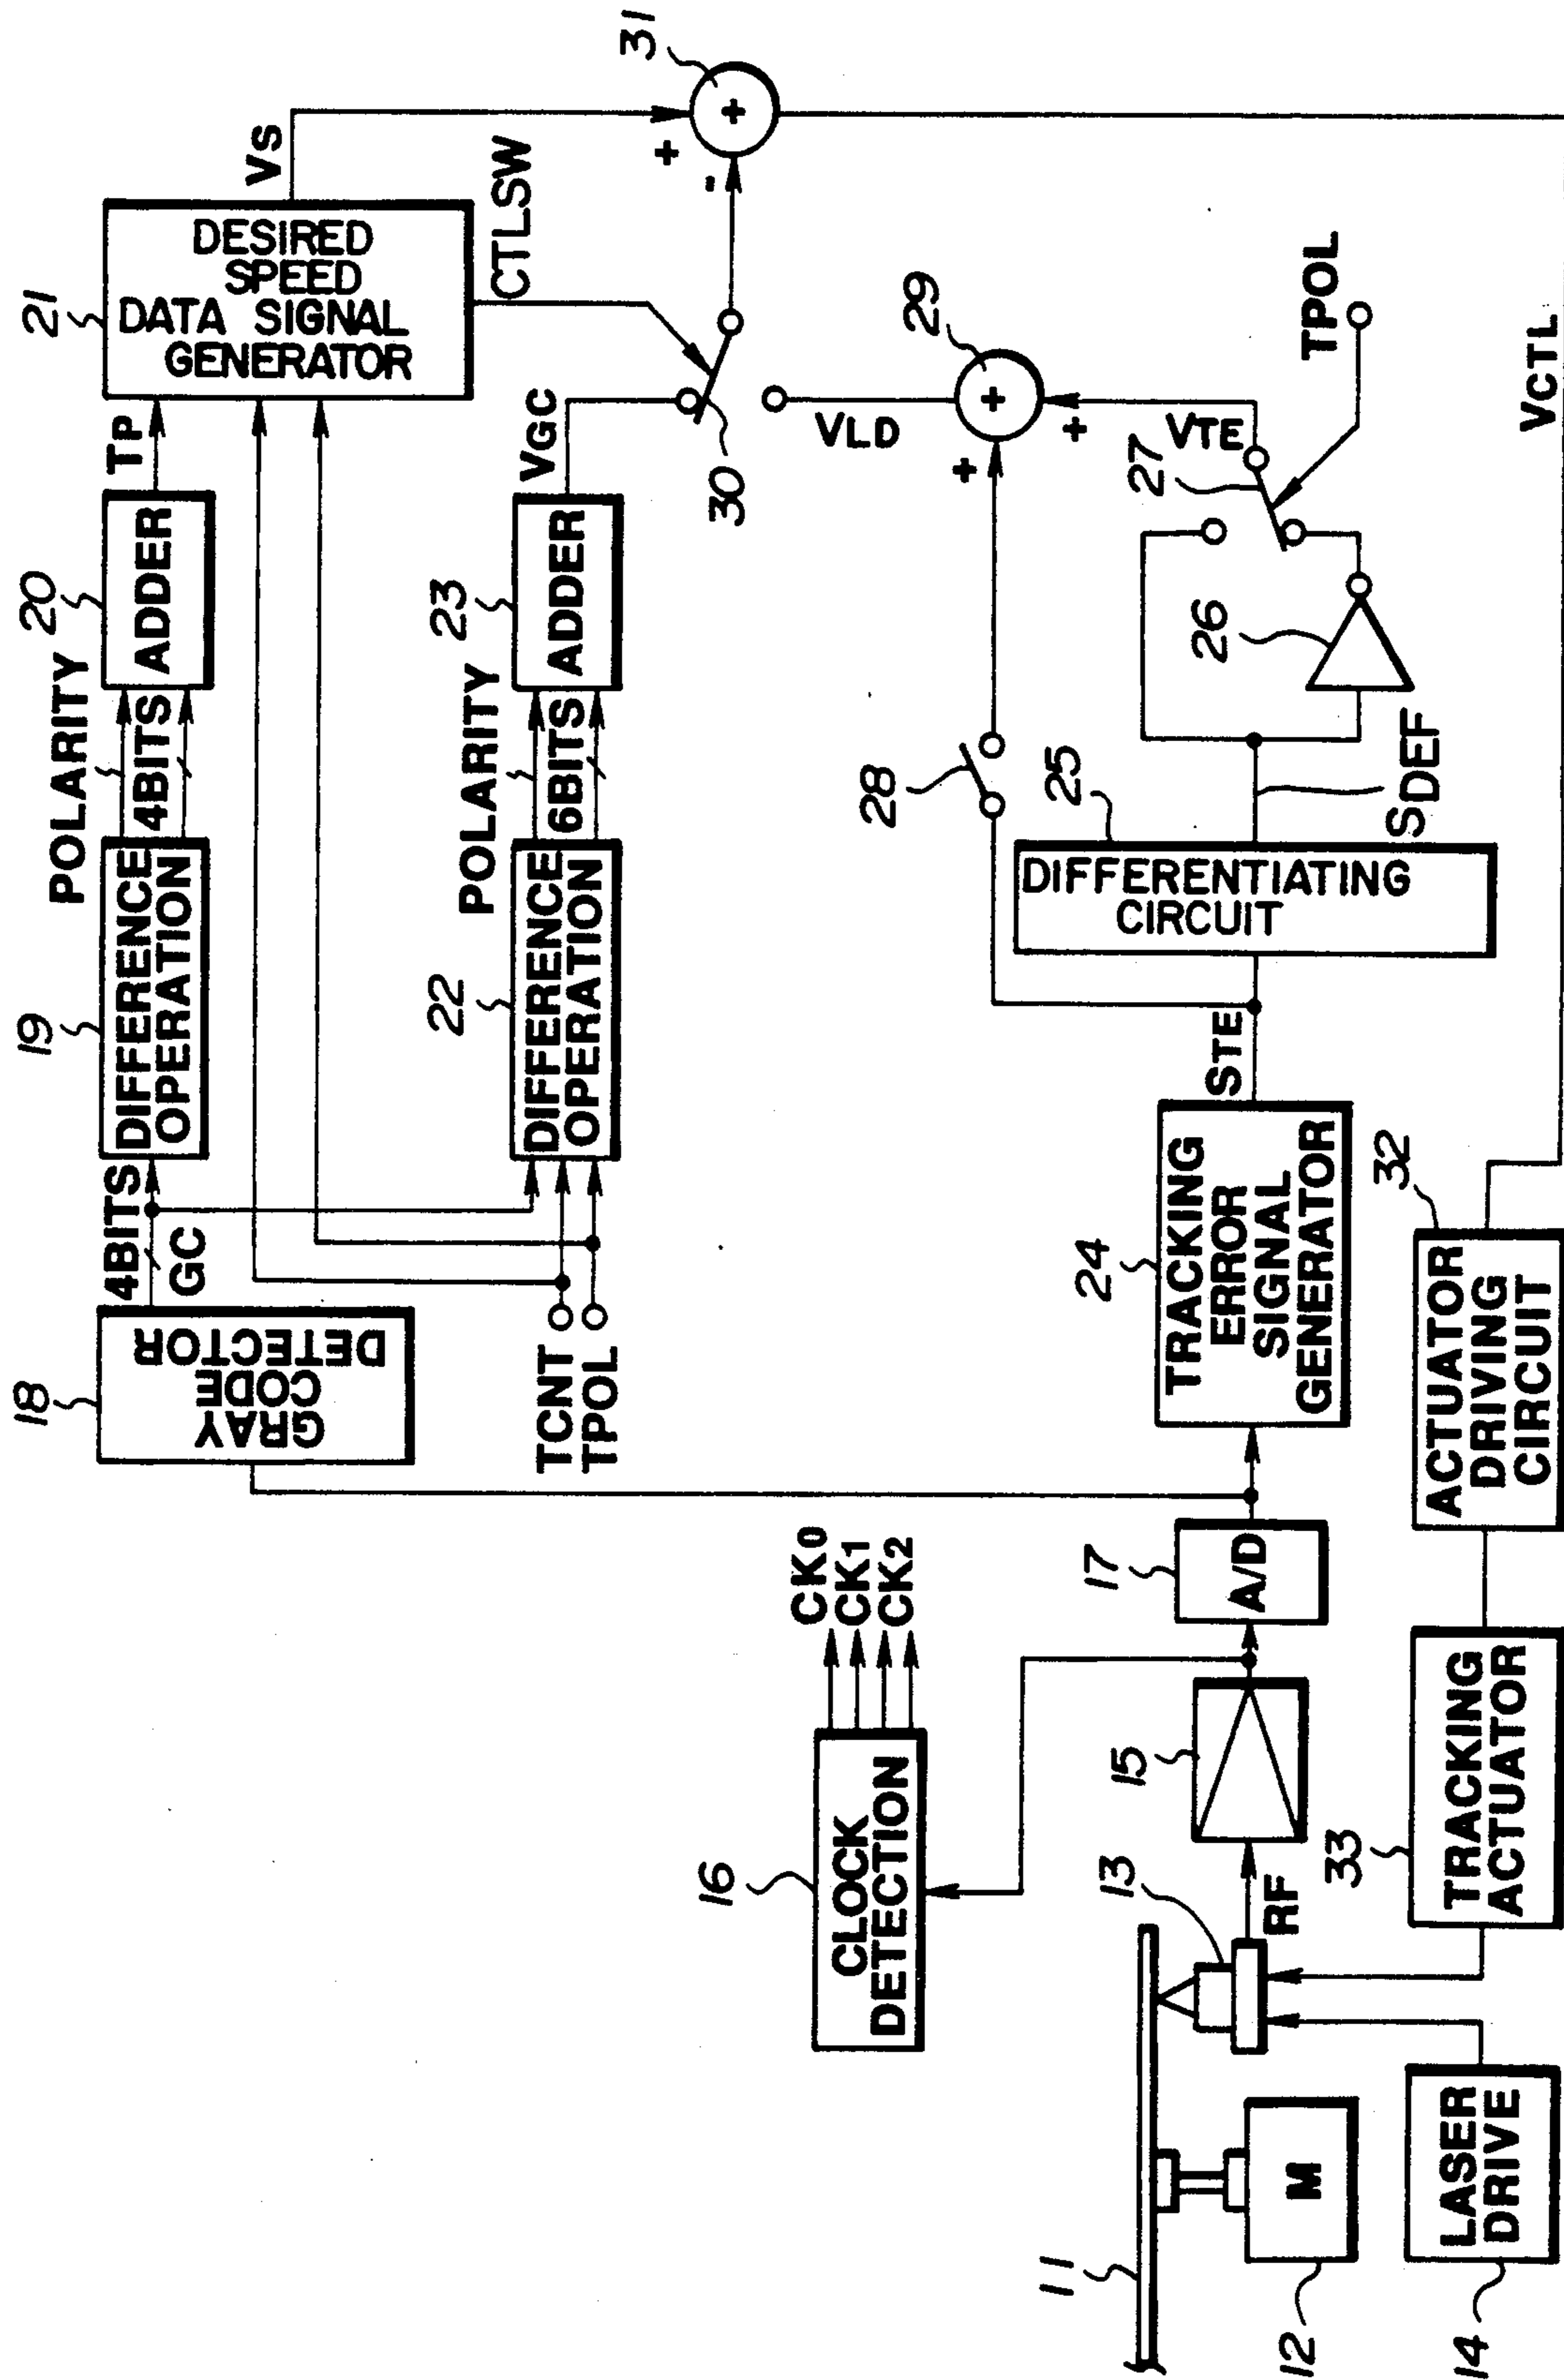 18
GRAY
CODE
DETECTOR
4BITS
GC
19
DIFFERENCE
OPERATION
POLARITY
4BITS
20
ADDER
TP
21
DESIRED
SPEED
DATA SIGNAL
GENERATOR
VS
CTLSW
31
+
+
-
TCNT
TPOL
22
DIFFERENCE
OPERATION
POLARITY
6BITS
23
ADDER
VGC
30
VLD
29
+
+
+
VTE
27
TPOL
28
26
25
DIFFERENTIATING
CIRCUIT
SDEF
STE
24
TRACKING
ERROR
SIGNAL
GENERATOR
16
CLOCK
DETECTION
CK0
CK1
CK2
17
A/D
15
13
RF
11
12
M
14
LASER
DRIVE
33
TRACKING
ACTUATOR
32
ACTUATOR
DRIVING
CIRCUIT
VCTL